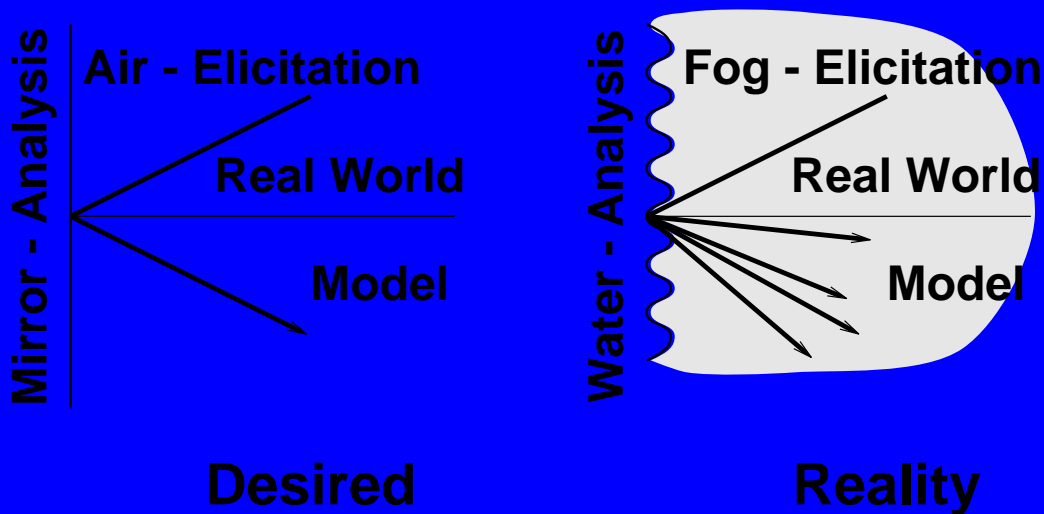 Mirror - Analysis
Air - Elicitation
Real World
Model
Desired
Water - Analysis
Fog - Elicitation
Real World
Model
Reality